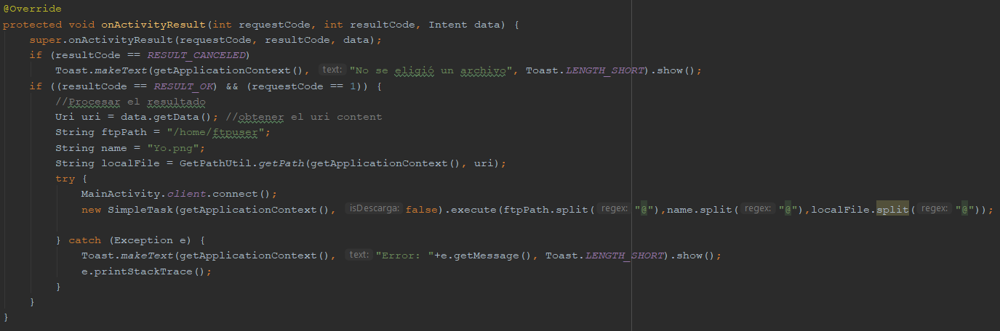 @Override
protected void onActivityResult(int requestCode, int resultCode, Intent data) {
super.onActivityResult(requestCode, resultCode, data);
if (resultCode == RESULT_CANCELED)
Toast.makeText(getApplicationContext(), text: "No se eligió un archivo", Toast.LENGTH_SHORT).show();
if ((resultCode == RESULT_OK) && (requestCode == 1)) {
//Procesar el resultado
Uri uri = data.getData(); //obtener el uri content
String ftpPath = "/home/ftpuser";
String name = "Yo.png";
String localFile = GetPathUtil.getPath(getApplicationContext(), uri);
try {
MainActivity.client.connect();
new SimpleTask(getApplicationContext(), isDescarga: false).execute(ftpPath.split( regex: "@"),name.split( regex: "@"),localFile.split( regex: "@"));
} catch (Exception e) {
Toast.makeText(getApplicationContext(), text: "Error: "+e.getMessage(), Toast.LENGTH_SHORT).show();
e.printStackTrace();
}
}
}